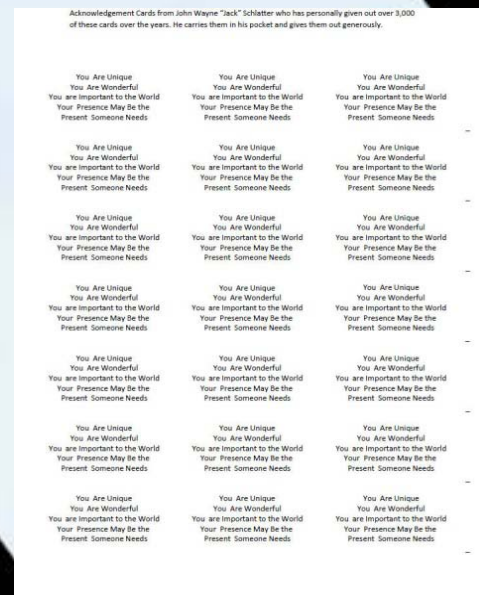 Acknowledgement Cards from John Wayne "Jack" Schlatter who has personally given out over 3,000
of these cards over the years. He carries them in his pocket and gives them out generously.
You Are Unique You Are Unique You Are Unique
You Are Wonderful You Are Wonderful You Are Wonderful
You are Important to the World You are Important to the World You are Important to the World
Your Presence May Be the Your Presence May Be the Your Presence May Be the
Present Someone Needs Present Someone Needs Present Someone Needs
You Are Unique You Are Unique You Are Unique
You Are Wonderful You Are Wonderful You Are Wonderful
You are Important to the World You are Important to the World You are Important to the World
Your Presence May Be the Your Presence May Be the Your Presence May Be the
Present Someone Needs Present Someone Needs Present Someone Needs
You Are Unique You Are Unique You Are Unique
You Are Wonderful You Are Wonderful You Are Wonderful
You are Important to the World You are Important to the World You are Important to the World
Your Presence May Be the Your Presence May Be the Your Presence May Be the
Present Someone Needs Present Someone Needs Present Someone Needs
You Are Unique You Are Unique You Are Unique
You Are Wonderful You Are Wonderful You Are Wonderful
You are Important to the World You are Important to the World You are Important to the World
Your Presence May Be the Your Presence May Be the Your Presence May Be the
Present Someone Needs Present Someone Needs Present Someone Needs
You Are Unique You Are Unique You Are Unique
You Are Wonderful You Are Wonderful You Are Wonderful
You are Important to the World You are Important to the World You are Important to the World
Your Presence May Be the Your Presence May Be the Your Presence May Be the
Present Someone Needs Present Someone Needs Present Someone Needs
You Are Unique You Are Unique You Are Unique
You Are Wonderful You Are Wonderful You Are Wonderful
You are Important to the World You are Important to the World You are Important to the World
Your Presence May Be the Your Presence May Be the Your Presence May Be the
Present Someone Needs Present Someone Needs Present Someone Needs
You Are Unique You Are Unique You Are Unique
You Are Wonderful You Are Wonderful You Are Wonderful
You are Important to the World You are Important to the World You are Important to the World
Your Presence May Be the Your Presence May Be the Your Presence May Be the
Present Someone Needs Present Someone Needs Present Someone Needs